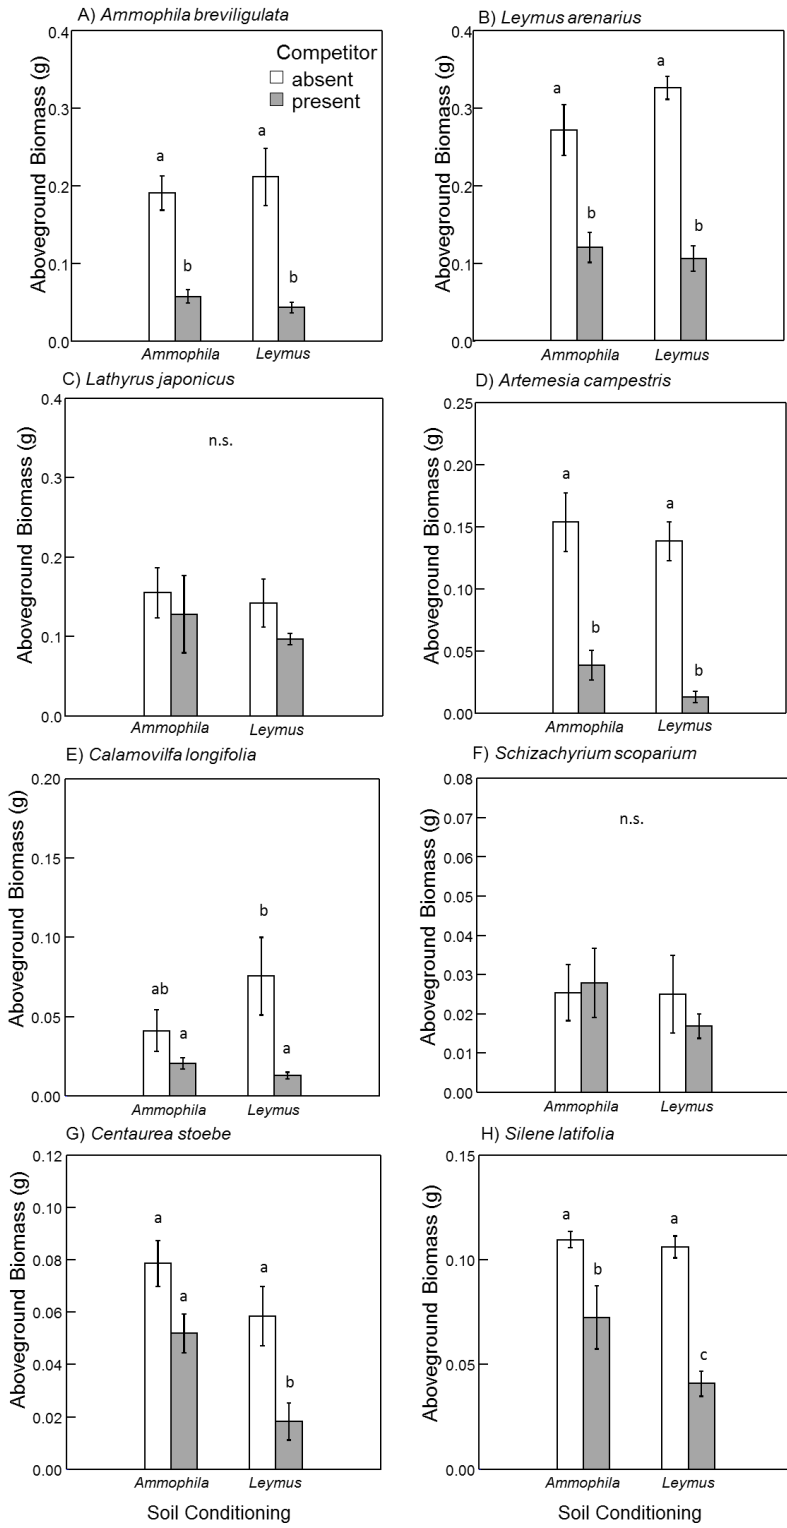 A) Ammophila breviligulata
Aboveground Biomass (g)
0.4
0.3
0.2
0.1
0.0
Competitor
absent
present
a
b
a
b
Ammophila
Leymus
B) Leymus arenarius
Aboveground Biomass (g)
0.4
0.3
0.2
0.1
0.0
a
b
a
b
Ammophila
Leymus
C) Lathyrus japonicus
Aboveground Biomass (g)
0.4
0.3
0.2
0.1
0.0
n.s.
Ammophila
Leymus
D) Artemesia campestris
Aboveground Biomass (g)
0.25
0.20
0.15
0.10
0.05
0.00
a
b
a
b
Ammophila
Leymus
E) Calamovilfa longifolia
Aboveground Biomass (g)
0.20
0.15
0.10
0.05
0.00
ab
a
b
a
Ammophila
Leymus
F) Schizachyrium scoparium
Aboveground Biomass (g)
0.08
0.07
0.06
0.05
0.04
0.03
0.02
0.01
0.00
n.s.
Ammophila
Leymus
G) Centaurea stoebe
Aboveground Biomass (g)
0.12
0.10
0.08
0.06
0.04
0.02
0.00
a
a
a
b
Ammophila
Leymus
Soil Conditioning
H) Silene latifolia
Aboveground Biomass (g)
0.15
0.10
0.05
0.00
a
b
a
c
Ammophila
Leymus
Soil Conditioning